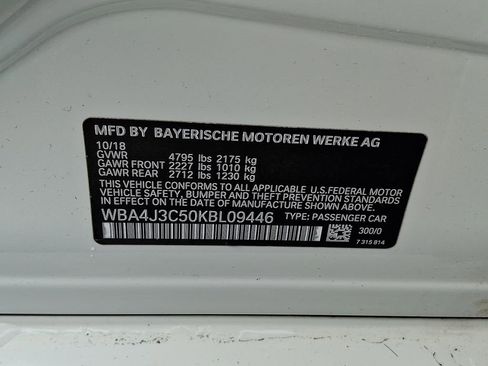 MFD BY BAYERISCHE MOTOREN WERKE AG
10/18
GVWR 4795 lbs 2175 kg
GAWR FRONT 2227 lbs 1010 kg
GAWR REAR 2712 lbs 1230 kg
THIS VEHICLE CONFORMS TO ALL APPLICABLE U.S. FEDERAL MOTOR
VEHICLE SAFETY, BUMPER AND THEFT PREVENTION STANDARDS
IN EFFECT ON THE DATE OF MANUFACTURE SHOWN ABOVE.
WBA4J3C50KBL09446 TYPE: PASSENGER CAR
300/0
7 315 814